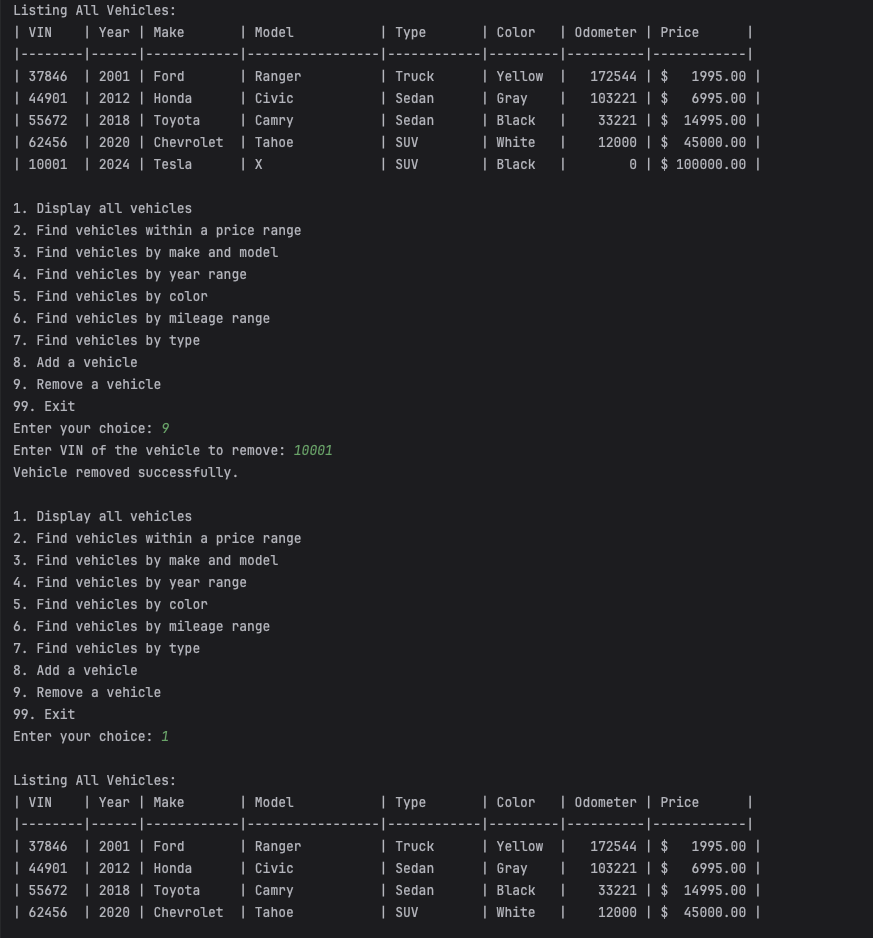 Listing All Vehicles:
| VIN    | Year | Make       | Model           | Type       | Color   | Odometer | Price      |
|--------|------|------------|-----------------|------------|---------|----------|------------|
| 37846  | 2001 | Ford       | Ranger          | Truck      | Yellow  |   172544 | $   1995.00 |
| 44901  | 2012 | Honda      | Civic           | Sedan      | Gray    |   103221 | $   6995.00 |
| 55672  | 2018 | Toyota     | Camry           | Sedan      | Black   |    33221 | $  14995.00 |
| 62456  | 2020 | Chevrolet  | Tahoe           | SUV        | White   |    12000 | $  45000.00 |
| 10001  | 2024 | Tesla      | X               | SUV        | Black   |        0 | $ 100000.00 |
1. Display all vehicles
2. Find vehicles within a price range
3. Find vehicles by make and model
4. Find vehicles by year range
5. Find vehicles by color
6. Find vehicles by mileage range
7. Find vehicles by type
8. Add a vehicle
9. Remove a vehicle
99. Exit
Enter your choice: 9
Enter VIN of the vehicle to remove: 10001
Vehicle removed successfully.
1. Display all vehicles
2. Find vehicles within a price range
3. Find vehicles by make and model
4. Find vehicles by year range
5. Find vehicles by color
6. Find vehicles by mileage range
7. Find vehicles by type
8. Add a vehicle
9. Remove a vehicle
99. Exit
Enter your choice: 1
Listing All Vehicles:
| VIN    | Year | Make       | Model           | Type       | Color   | Odometer | Price      |
|--------|------|------------|-----------------|------------|---------|----------|------------|
| 37846  | 2001 | Ford       | Ranger          | Truck      | Yellow  |   172544 | $   1995.00 |
| 44901  | 2012 | Honda      | Civic           | Sedan      | Gray    |   103221 | $   6995.00 |
| 55672  | 2018 | Toyota     | Camry           | Sedan      | Black   |    33221 | $  14995.00 |
| 62456  | 2020 | Chevrolet  | Tahoe           | SUV        | White   |    12000 | $  45000.00 |